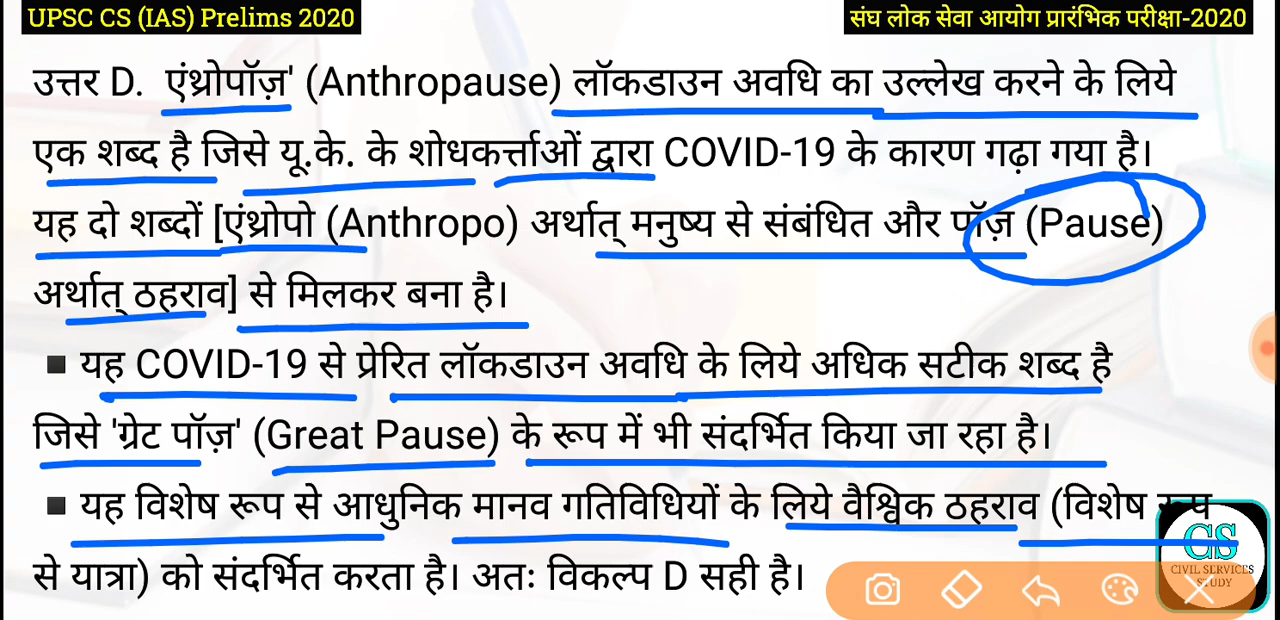 UPSC CS (IAS) Prelims 2020
संघ लोक सेवा आयोग प्रारंभिक परीक्षा-2020
उत्तर D. एंथ्रोपॉज़' (Anthropause) लॉकडाउन अवधि का उल्लेख करने के लिये
एक शब्द है जिसे यू.के. के शोधकर्त्ताओं द्वारा COVID-19 के कारण गढ़ा गया है।
यह दो शब्दों [एंथ्रोपो (Anthropo) अर्थात् मनुष्य से संबंधित और पॉज़ (Pause)
अर्थात् ठहराव] से मिलकर बना है।
▪ यह COVID-19 से प्रेरित लॉकडाउन अवधि के लिये अधिक सटीक शब्द है
जिसे 'ग्रेट पॉज़' (Great Pause) के रूप में भी संदर्भित किया जा रहा है।
▪ यह विशेष रूप से आधुनिक मानव गतिविधियों के लिये वैश्विक ठहराव (विशेष रूप
से यात्रा) को संदर्भित करता है। अतः विकल्प D सही है।
CS
CIVIL SERVICES
STUDY